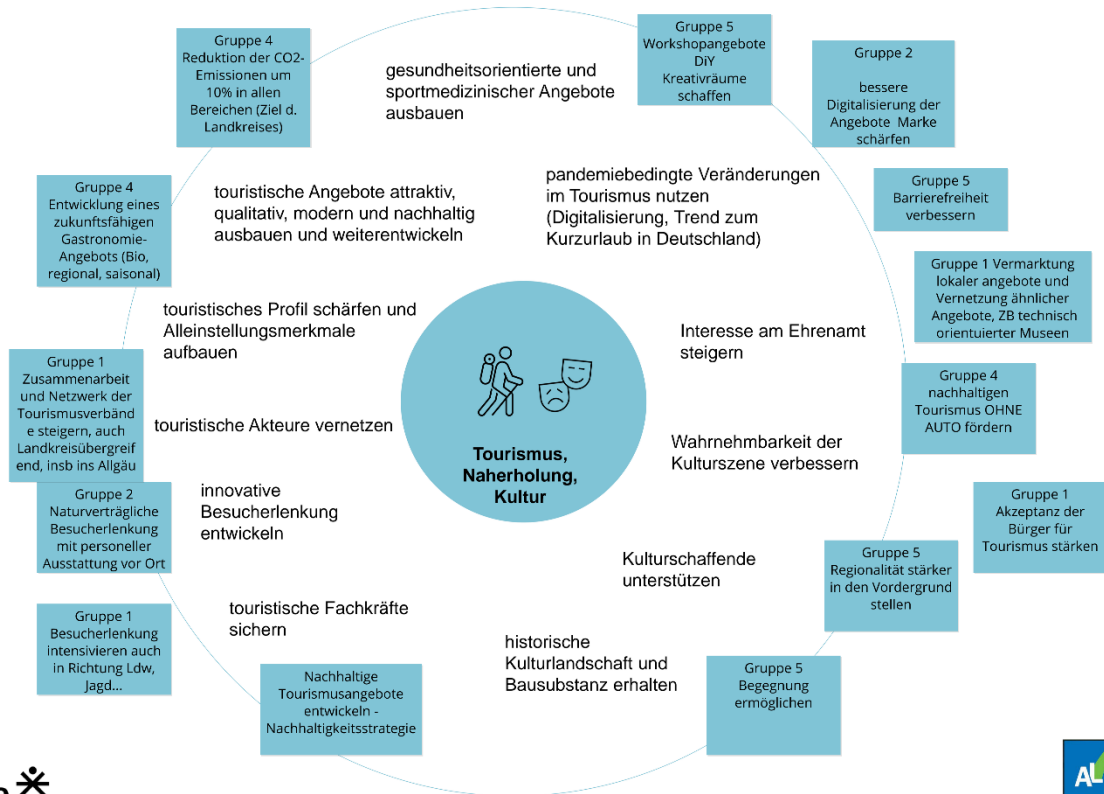 Gruppe 4
Reduktion der CO2-
Emissionen um
10% in allen
Bereichen (Ziel d.
Landkreises)
gesundheitsorientierte und
sportmedizinischer Angebote
ausbauen
Gruppe 5
Workshopangebote
DiY
Kreativräume
schaffen
Gruppe 2
bessere
Digitalisierung der
Angebote Marke
schärfen
Gruppe 4
Entwicklung eines
zukunftsfähigen
Gastronomie-
Angebots (Bio,
regional, saisonal)
touristische Angebote attraktiv,
qualitativ, modern und nachhaltig
ausbauen und weiterentwickeln
pandemiebedingte Veränderungen
im Tourismus nutzen
(Digitalisierung, Trend zum
Kurzurlaub in Deutschland)
Gruppe 5
Barrierefreiheit
verbessern
Gruppe 1 Vermarktung
lokaler angebote und
Vernetzung ähnlicher
Angebote, ZB technisch
orientuierter Museen
touristisches Profil schärfen und
Alleinstellungsmerkmale
aufbauen
Interesse am Ehrenamt
steigern
Gruppe 1
Zusammenarbeit
und Netzwerk der
Tourismusverbänd
e steigern, auch
Landkreisübergreif
end, insb ins Allgäu
touristische Akteure vernetzen
Tourismus,
Naherholung,
Kultur
Wahrnehmbarkeit der
Kulturszene verbessern
Gruppe 4
nachhaltigen
Tourismus OHNE
AUTO fördern
Gruppe 2
Naturverträgliche
Besucherlenkung
mit personeller
Ausstattung vor Ort
innovative
Besucherlenkung
entwickeln
Kulturschaffende
unterstützen
Gruppe 5
Regionalität stärker
in den Vordergrund
stellen
Gruppe 1
Akzeptanz der
Bürger für
Tourismus stärken
Gruppe 1
Besucherlenkung
intensivieren auch
in Richtung Ldw,
Jagd...
touristische Fachkräfte
sichern
historische
Kulturlandschaft und
Bausubstanz erhalten
Nachhaltige
Tourismusangebote
entwickeln -
Nachhaltigkeitsstrategie
Gruppe 5
Begegnung
ermöglichen